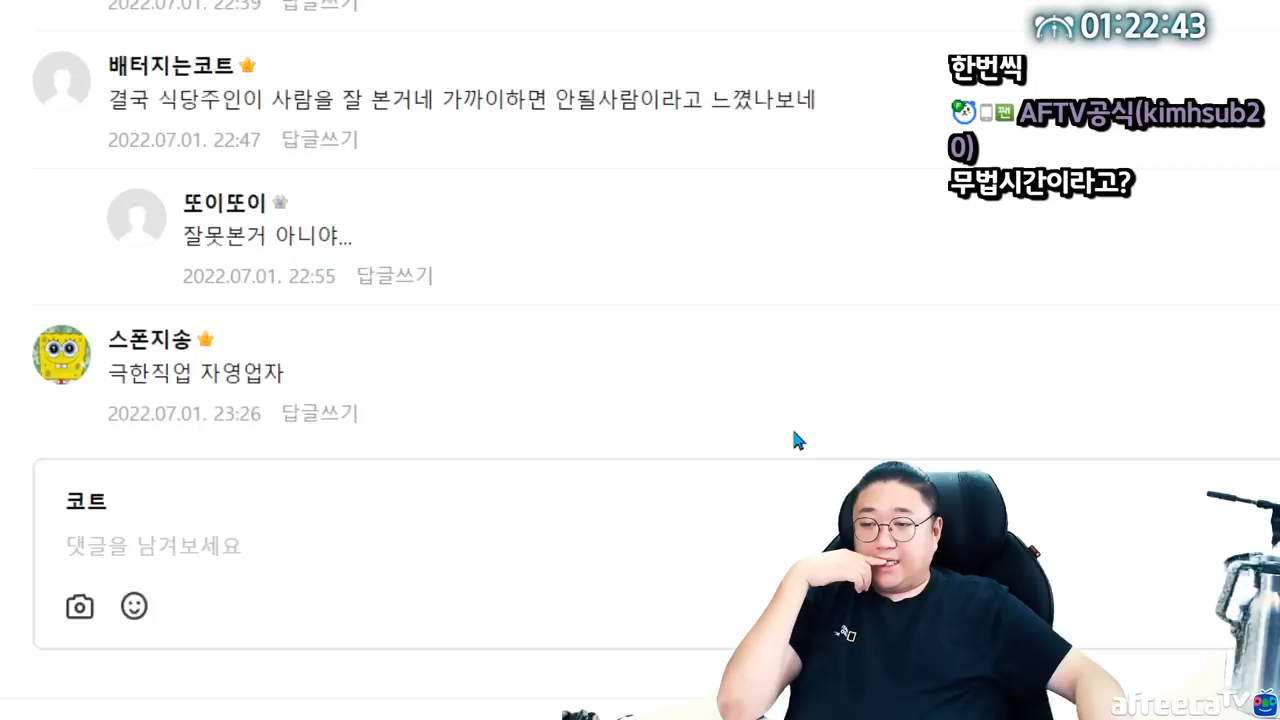 2022.07.01. 22:39 답글쓰기
01:22:43
배터지는코트
결국 식당주인이 사람을 잘 본거네 가까이하면 안될사람이라고 느꼈나보네
2022.07.01. 22:47 답글쓰기
한번씩
팬 AFTV공식(kimhsub2
0)
무법시간이라고?
또이또이
잘못본거 아니야...
2022.07.01. 22:55 답글쓰기
스폰지송
극한직업 자영업자
2022.07.01. 23:26 답글쓰기
코트
댓글을 남겨보세요
afreecaTV